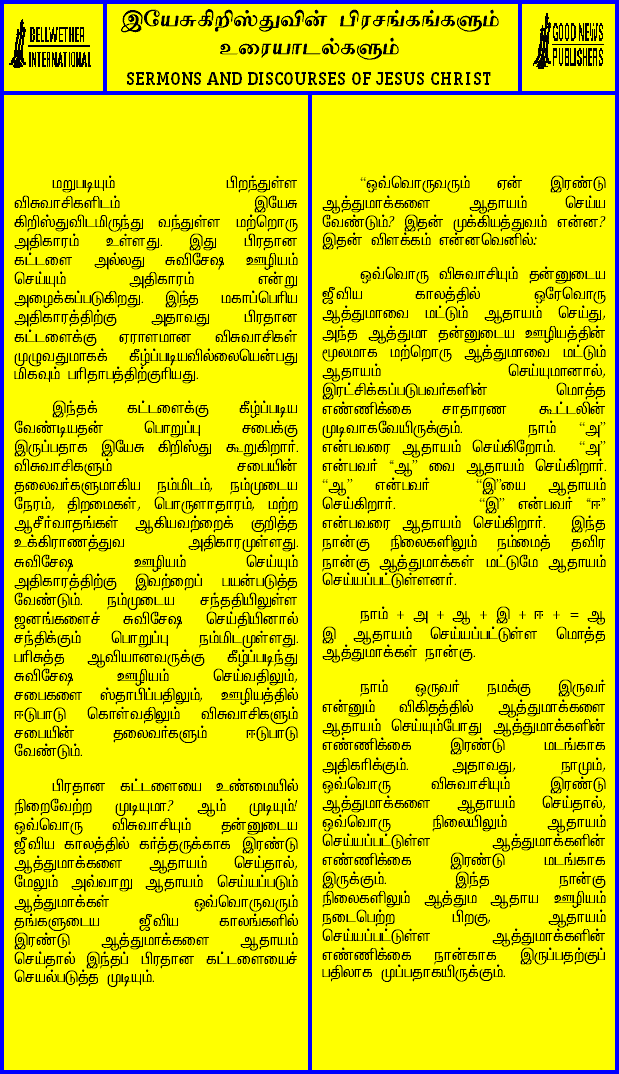 BELLWETHER
INTERNATIONAL
இயேசுகிறிஸ்துவின் பிரசங்கங்களும்
உரையாடல்களும்
SERMONS AND DISCOURSES OF JESUS CHRIST
GOOD NEWS
PUBLISHERS
மறுபடியும் பிறந்துள்ள
விசுவாசிகளிடம் இயேசு
கிறிஸ்துவிடமிருந்து வந்துள்ள மற்றொரு
அதிகாரம் உள்ளது. இது பிரதான
கட்டளை அல்லது சுவிசேஷ ஊழியம்
செய்யும் அதிகாரம் என்று
அழைக்கப்படுகிறது. இந்த மகாப்பெரிய
அதிகாரத்திற்கு அதாவது பிரதான
கட்டளைக்கு ஏராளமான விசுவாசிகள்
முழுவதுமாகக் கீழ்ப்படியவில்லையென்பது
மிகவும் பரிதாபத்திற்குரியது.
இந்தக் கட்டளைக்கு கீழ்ப்படிய
வேண்டியதன் பொறுப்பு சபைக்கு
இருப்பதாக இயேசு கிறிஸ்து கூறுகிறார்.
விசுவாசிகளும் சபையின்
தலைவர்களுமாகிய நம்மிடம், நம்முடைய
நேரம், திறமைகள், பொருளாதாரம், மற்ற
ஆசீர்வாதங்கள் ஆகியவற்றைக் குறித்த
உக்கிராணத்துவ அதிகாரமுள்ளது.
சுவிசேஷ ஊழியம் செய்யும்
அதிகாரத்திற்கு இவற்றைப் பயன்படுத்த
வேண்டும். நம்முடைய சந்ததியிலுள்ள
ஜனங்களைச் சுவிசேஷ செய்தியினால்
சந்திக்கும் பொறுப்பு நம்மிடமுள்ளது.
பரிசுத்த ஆவியானவருக்கு கீழ்ப்படிந்து
சுவிசேஷ ஊழியம் செய்வதிலும்,
சபைகளை ஸ்தாபிப்பதிலும், ஊழியத்தில்
ஈடுபாடு கொள்வதிலும் விசுவாசிகளும்
சபையின் தலைவர்களும் ஈடுபாடு
வேண்டும்.
பிரதான கட்டளையை உண்மையில்
நிறைவேற்ற முடியுமா? ஆம் முடியும்!
ஒவ்வொரு விசுவாசியும் தன்னுடைய
ஜீவிய காலத்தில் கர்த்தருக்காக இரண்டு
ஆத்துமாக்களை ஆதாயம் செய்தால்,
மேலும் அவ்வாறு ஆதாயம் செய்யப்படும்
ஆத்துமாக்கள் ஒவ்வொருவரும்
தங்களுடைய ஜீவிய காலங்களில்
இரண்டு ஆத்துமாக்களை ஆதாயம்
செய்தால் இந்தப் பிரதான கட்டளையைச்
செயல்படுத்த முடியும்.
“ஒவ்வொருவரும் ஏன் இரண்டு
ஆத்துமாக்களை ஆதாயம் செய்ய
வேண்டும்? இதன் முக்கியத்துவம் என்ன?
இதன் விளக்கம் என்னவெனில்:
ஒவ்வொரு விசுவாசியும் தன்னுடைய
ஜீவிய காலத்தில் ஒரேவொரு
ஆத்துமாவை மட்டும் ஆதாயம் செய்து,
அந்த ஆத்துமா தன்னுடைய ஊழியத்தின்
மூலமாக மற்றொரு ஆத்துமாவை மட்டும்
ஆதாயம் செய்யுமானால்,
இரட்சிக்கப்படுபவர்களின் மொத்த
எண்ணிக்கை சாதாரண கூட்டலின்
முடிவாகவேயிருக்கும். நாம் “அ”
என்பவரை ஆதாயம் செய்கிறோம். “அ”
என்பவர் “ஆ” வை ஆதாயம் செய்கிறார்.
“ஆ” என்பவர் “இ”யை ஆதாயம்
செய்கிறார். “இ” என்பவர் “ஈ”
என்பவரை ஆதாயம் செய்கிறார். இந்த
நான்கு நிலைகளிலும் நம்மைத் தவிர
நான்கு ஆத்துமாக்கள் மட்டுமே ஆதாயம்
செய்யப்பட்டுள்ளனர்.
நாம் + அ + ஆ + இ + ஈ + = ஆ
இ ஆதாயம் செய்யப்பட்டுள்ள மொத்த
ஆத்துமாக்கள் நான்கு.
நாம் ஒருவர் நமக்கு இருவர்
என்னும் விகிதத்தில் ஆத்துமாக்களை
ஆதாயம் செய்யும்போது ஆத்துமாக்களின்
எண்ணிக்கை இரண்டு மடங்காக
அதிகரிக்கும். அதாவது, நாமும்,
ஒவ்வொரு விசுவாசியும் இரண்டு
ஆத்துமாக்களை ஆதாயம் செய்தால்,
ஒவ்வொரு நிலையிலும் ஆதாயம்
செய்யப்பட்டுள்ள ஆத்துமாக்களின்
எண்ணிக்கை இரண்டு மடங்காக
இருக்கும். இந்த நான்கு
நிலைகளிலும் ஆத்தும ஆதாய ஊழியம்
நடைபெற்ற பிறகு, ஆதாயம்
செய்யப்பட்டுள்ள ஆத்துமாக்களின்
எண்ணிக்கை நான்காக இருப்பதற்குப்
பதிலாக முப்பதாகயிருக்கும்.